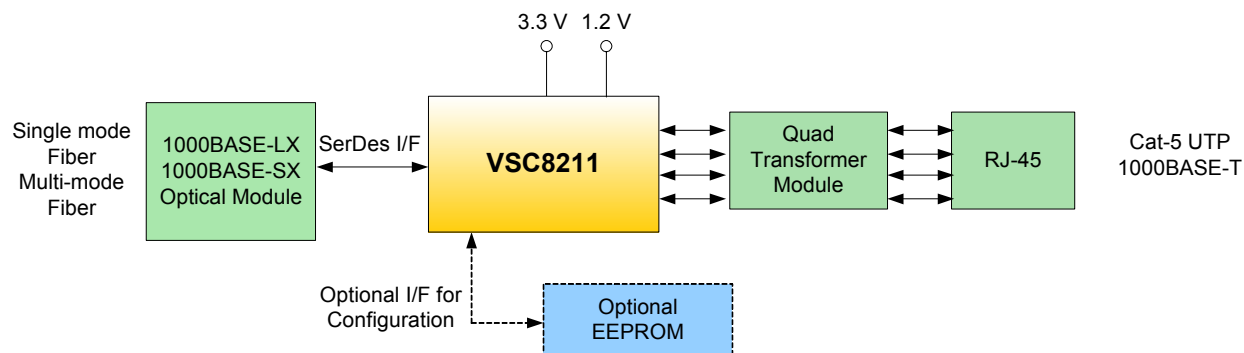 3.3 V
1.2 V
Single mode
Fiber
Multi-mode
Fiber
1000BASE-LX
1000BASE-SX
Optical Module
SerDes I/F
VSC8211
Quad
Transformer
Module
RJ-45
Cat-5 UTP
1000BASE-T
Optional I/F for
Configuration
Optional
EEPROM